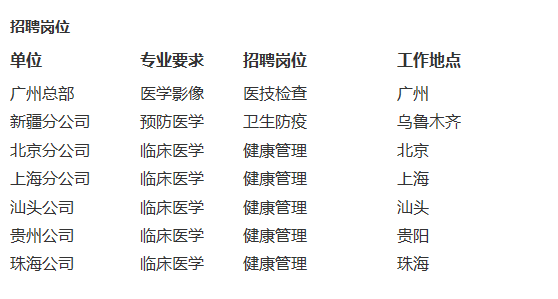 招聘岗位
单位 专业要求 招聘岗位 工作地点
广州总部 医学影像 医技检查 广州
新疆分公司 预防医学 卫生防疫 乌鲁木齐
北京分公司 临床医学 健康管理 北京
上海分公司 临床医学 健康管理 上海
汕头公司 临床医学 健康管理 汕头
贵州公司 临床医学 健康管理 贵阳
珠海公司 临床医学 健康管理 珠海